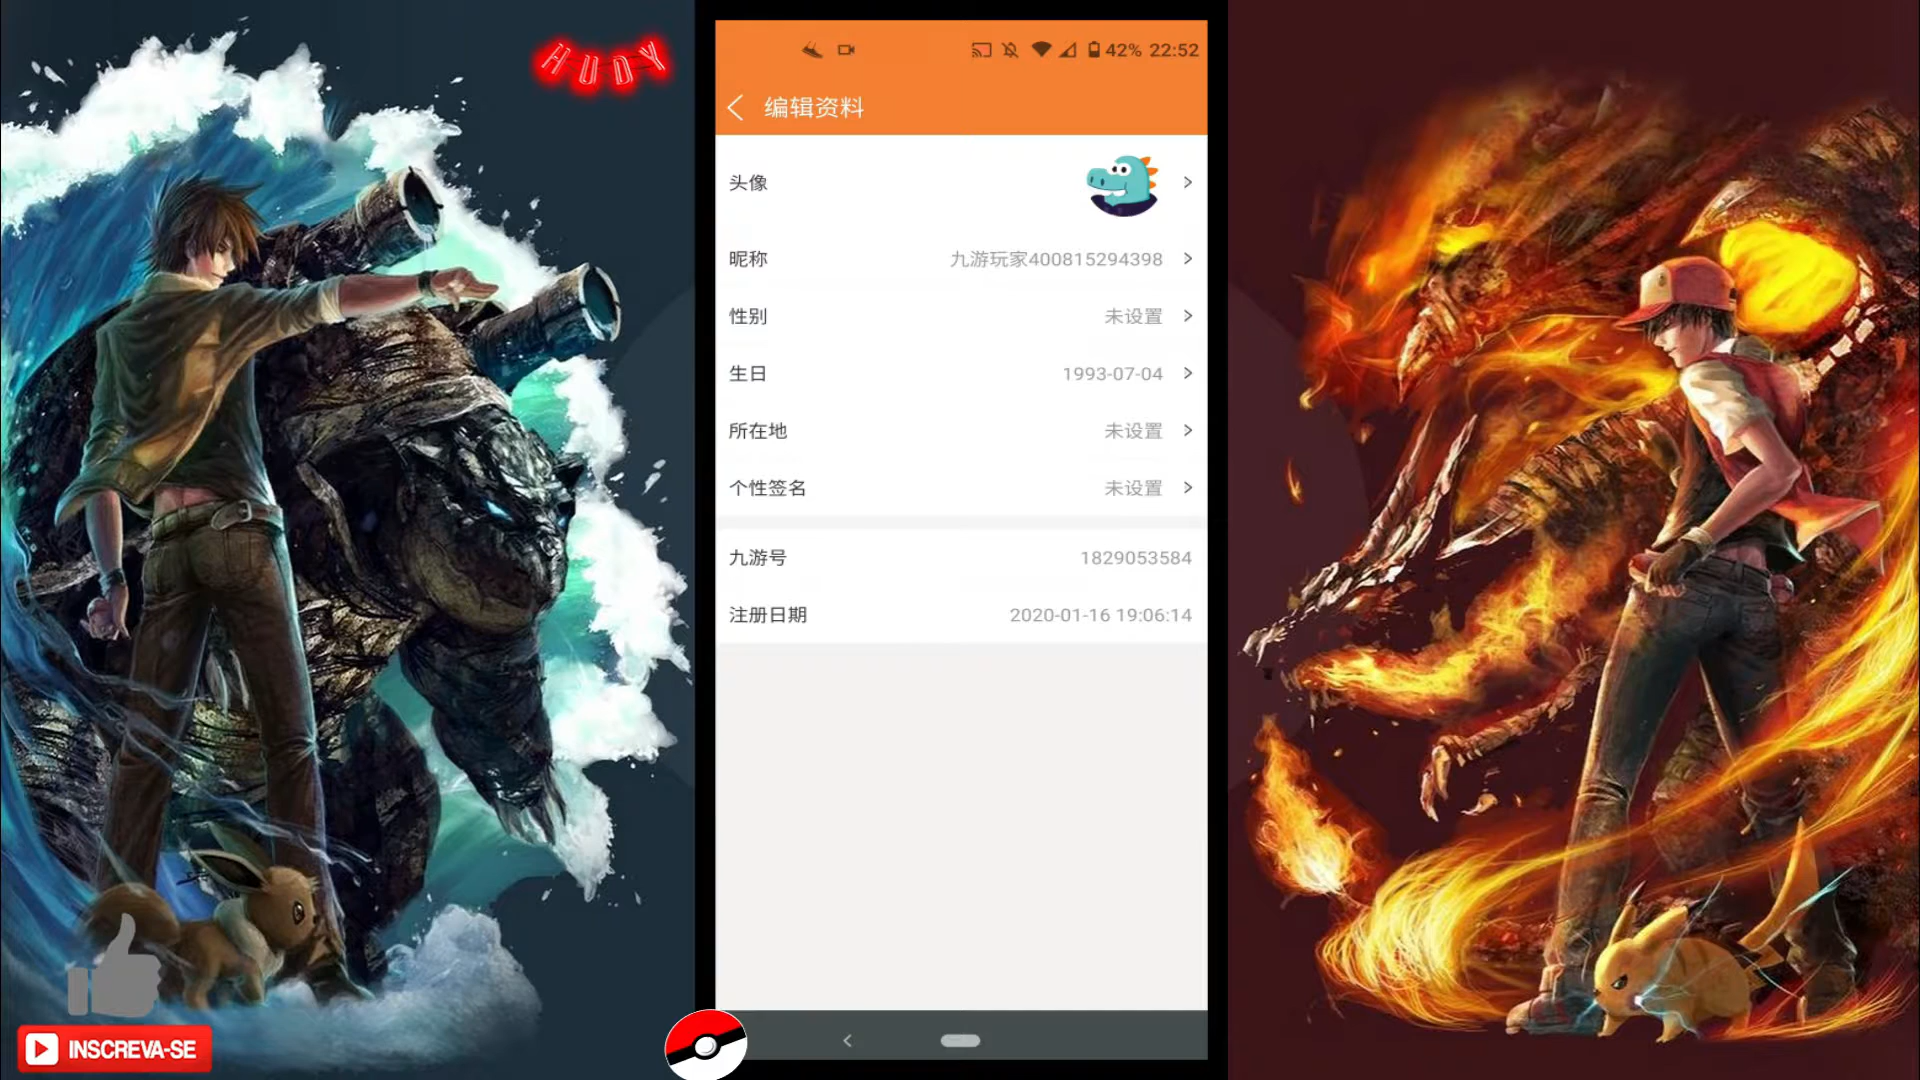 HUDY
42% 22:52
编辑资料
头像
昵称 九游玩家400815294398
性别 未设置
生日 1993-07-04
所在地 未设置
个性签名 未设置
九游号 1829053584
注册日期 2020-01-16 19:06:14
INSCREVA-SE